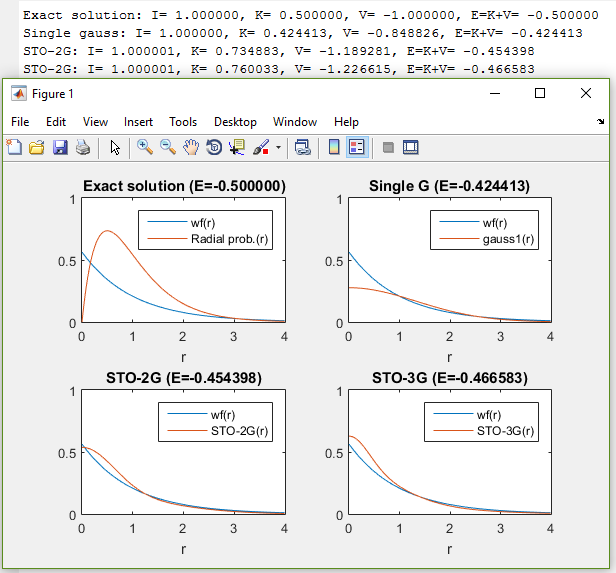 Exact solution: I= 1.000000, K= 0.500000, V= -1.000000, E=K+V= -0.500000
Single gauss: I= 1.000000, K= 0.424413, V= -0.848826, E=K+V= -0.424413
STO-2G: I= 1.000001, K= 0.734883, V= -1.189281, E=K+V= -0.454398
STO-2G: I= 1.000001, K= 0.760033, V= -1.226615, E=K+V= -0.466583
Figure 1
File Edit View Insert Tools Desktop Window Help
Exact solution (E=-0.500000)
1
0.5
0
wf(r)
Radial prob.(r)
0 1 2 3 4
r
Single G (E=-0.424413)
1
0.5
0
wf(r)
gauss1(r)
0 1 2 3 4
r
STO-2G (E=-0.454398)
1
0.5
0
wf(r)
STO-2G(r)
0 1 2 3 4
r
STO-3G (E=-0.466583)
1
0.5
0
wf(r)
STO-3G(r)
0 1 2 3 4
r